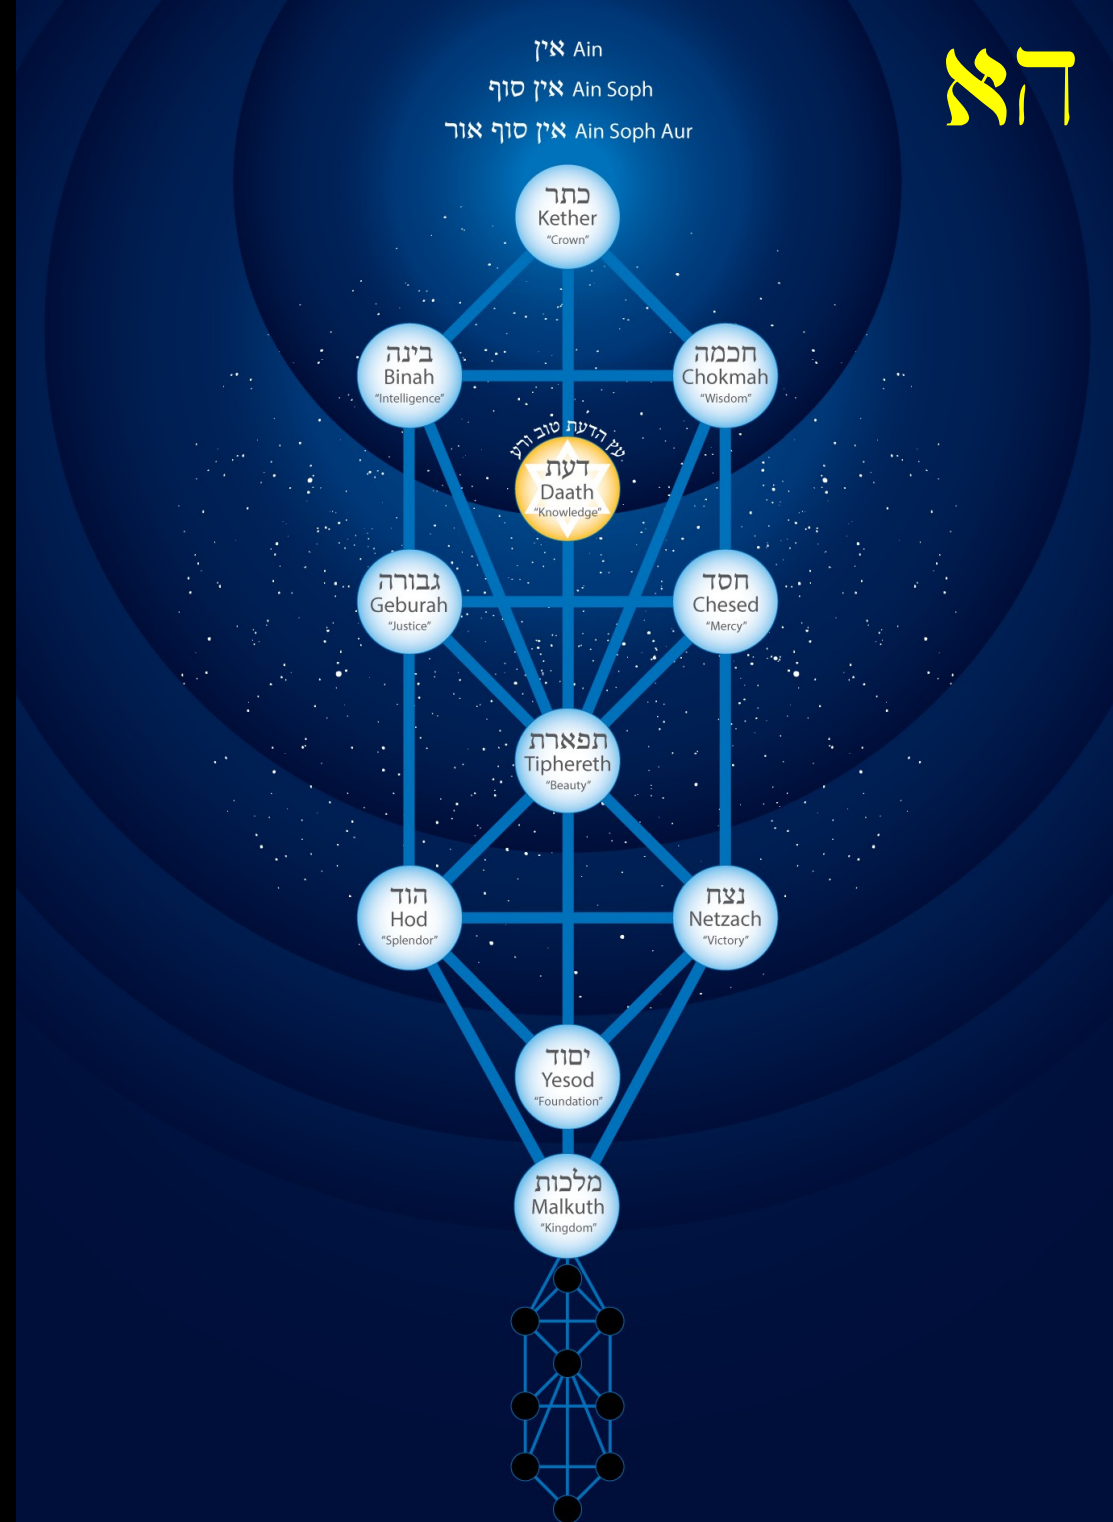 אין Ain
אין סוף Ain Soph
אין סוף אור Ain Soph Aur
הא
כתר
Kether
“Crown”
בינה
Binah
“Intelligence”
חכמה
Chokmah
“Wisdom”
עץ הדעת טוב ורע
דעת
Daath
“Knowledge”
גבורה
Geburah
“Justice”
חסד
Chesed
“Mercy”
תפארת
Tiphereth
“Beauty”
הוד
Hod
“Splendor”
נצח
Netzach
“Victory”
יסוד
Yesod
“Foundation”
מלכות
Malkuth
“Kingdom”